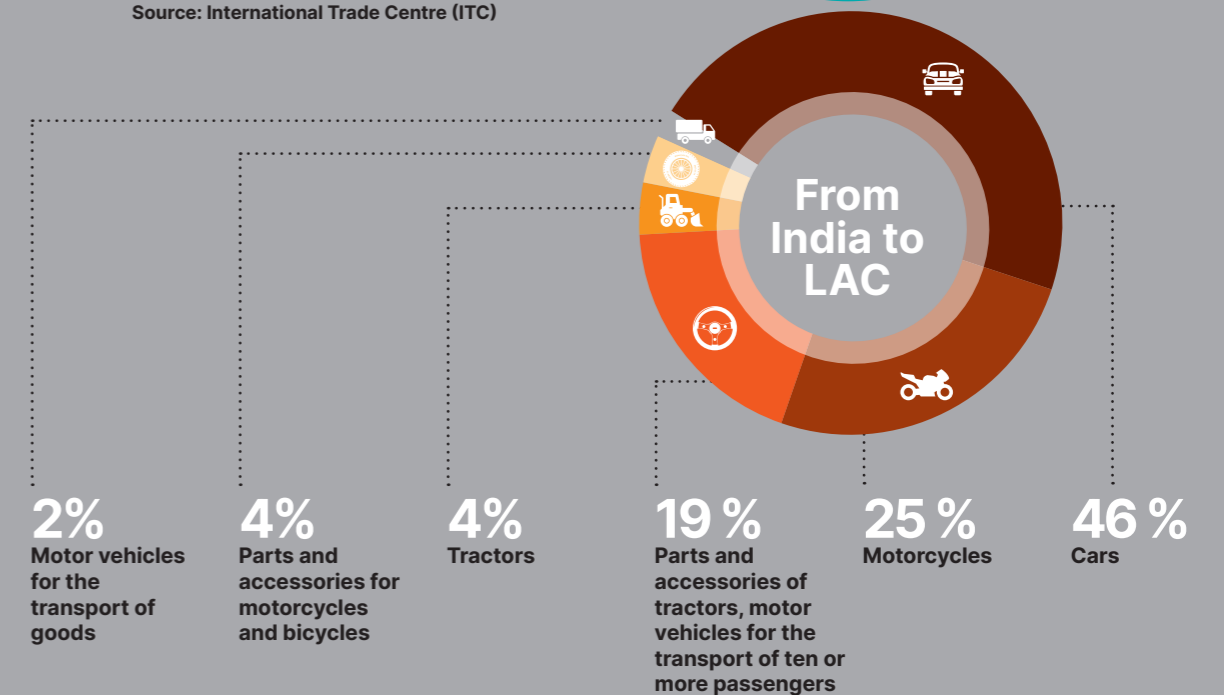 Source: International Trade Centre (ITC)
From
India to
LAC
2%
Motor vehicles
for the
transport of
goods
4%
Parts and
accessories for
motorcycles
and bicycles
4%
Tractors
19 %
Parts and
accessories of
tractors, motor
vehicles for the
transport of ten or
more passengers
25 %
Motorcycles
46 %
Cars